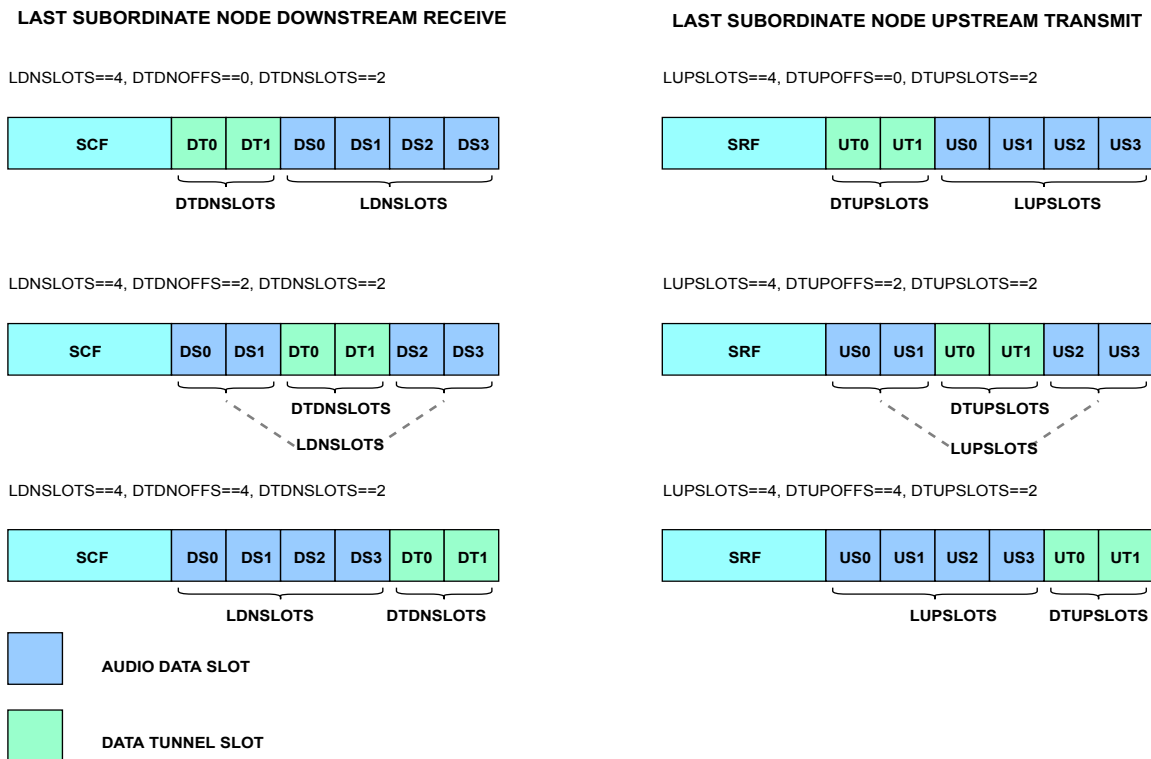 LAST SUBORDINATE NODE DOWNSTREAM RECEIVE
LDNSLOTS==4, DTDNOFFS==0, DTDNSLOTS==2
SCF DT0 DT1 DS0 DS1 DS2 DS3
DTDNSLOTS LDNSLOTS
LDNSLOTS==4, DTDNOFFS==2, DTDNSLOTS==2
SCF DS0 DS1 DT0 DT1 DS2 DS3
DTDNSLOTS
LDNSLOTS
LDNSLOTS==4, DTDNOFFS==4, DTDNSLOTS==2
SCF DS0 DS1 DS2 DS3 DT0 DT1
LDNSLOTS DTDNSLOTS
AUDIO DATA SLOT
DATA TUNNEL SLOT
LAST SUBORDINATE NODE UPSTREAM TRANSMIT
LUPSLOTS==4, DTUPOFFS==0, DTUPSLOTS==2
SRF UT0 UT1 US0 US1 US2 US3
DTUPSLOTS LUPSLOTS
LUPSLOTS==4, DTUPOFFS==2, DTUPSLOTS==2
SRF US0 US1 UT0 UT1 US2 US3
DTUPSLOTS
LUPSLOTS
LUPSLOTS==4, DTUPOFFS==4, DTUPSLOTS==2
SRF US0 US1 US2 US3 UT0 UT1
LUPSLOTS DTUPSLOTS